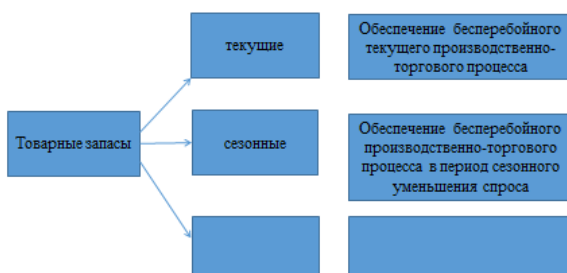 текущие
Обеспечение бесперебойного
текущего производственно-
торгового процесса
Товарные запасы
сезонные
Обеспечение бесперебойного
производственно-торгового
процесса в период сезонного
уменьшения спроса